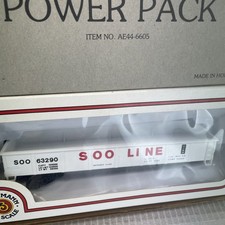 POWER PACK
ITEM NO. AE44-6605
MADE IN
SOO 63290
SOO LINE